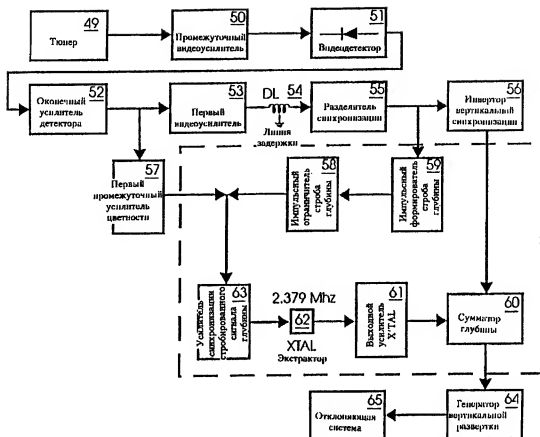 49
Тюнер
50
Промежуточный
видеоусилитель
51
Видеодетектор
52
Оконечный
усилитель
детектора
53
Первый
видеоусилитель
DL 54
Линия
задержки
55
Разделитель
синхронизации
56
Инвертор
вертикальной
синхронизации
57
Первый
промежуточный
усилитель
цветности
58
Импульсный
ограничитель
строба
глубины
59
Импульсный
формирователь
строба
глубины
63
Усилитель
синхронизации
стробированного
сигнала
глубины
2.379 Mhz
62
XTAL
Экстрактор
61
Выходной
усилитель
X'TAL
60
Сумматор
глубины
64
Генератор
вертикальной
развертки
65
Отклоняющая
система